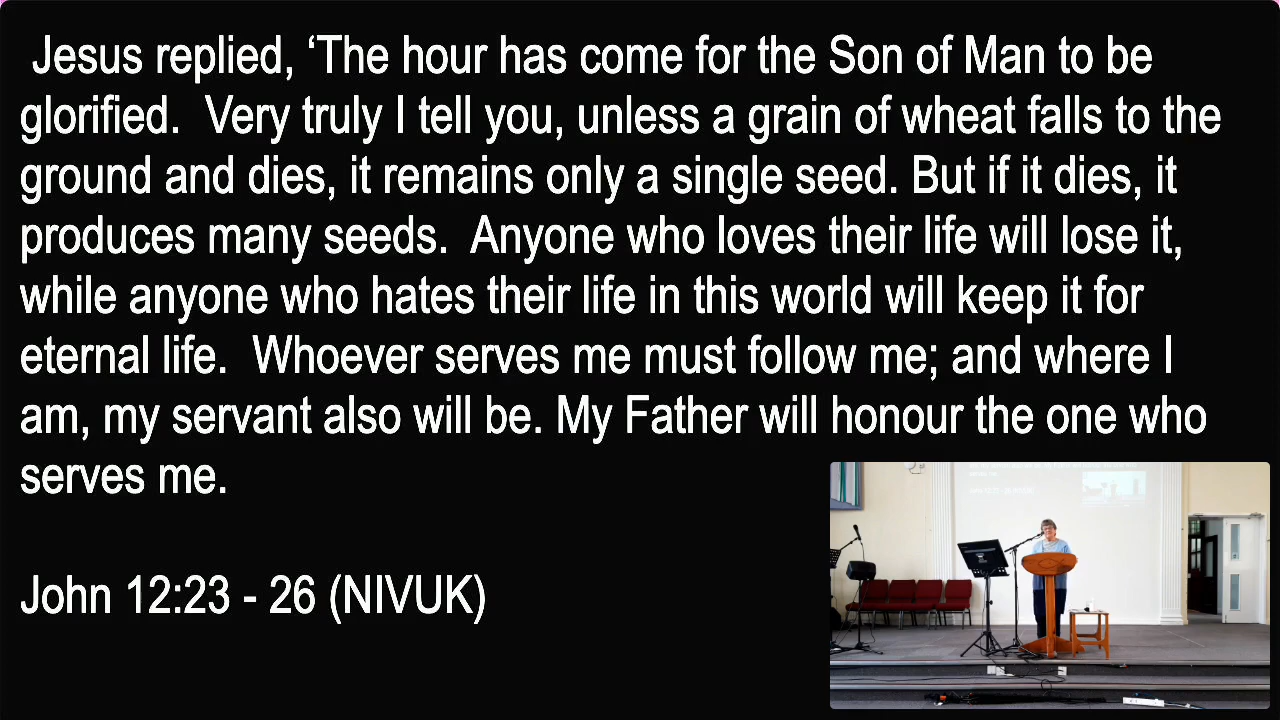 Jesus replied, ‘The hour has come for the Son of Man to be
glorified.  Very truly I tell you, unless a grain of wheat falls to the
ground and dies, it remains only a single seed. But if it dies, it
produces many seeds.  Anyone who loves their life will lose it,
while anyone who hates their life in this world will keep it for
eternal life.  Whoever serves me must follow me; and where I
am, my servant also will be. My Father will honour the one who
serves me.
John 12:23 - 26 (NIVUK)